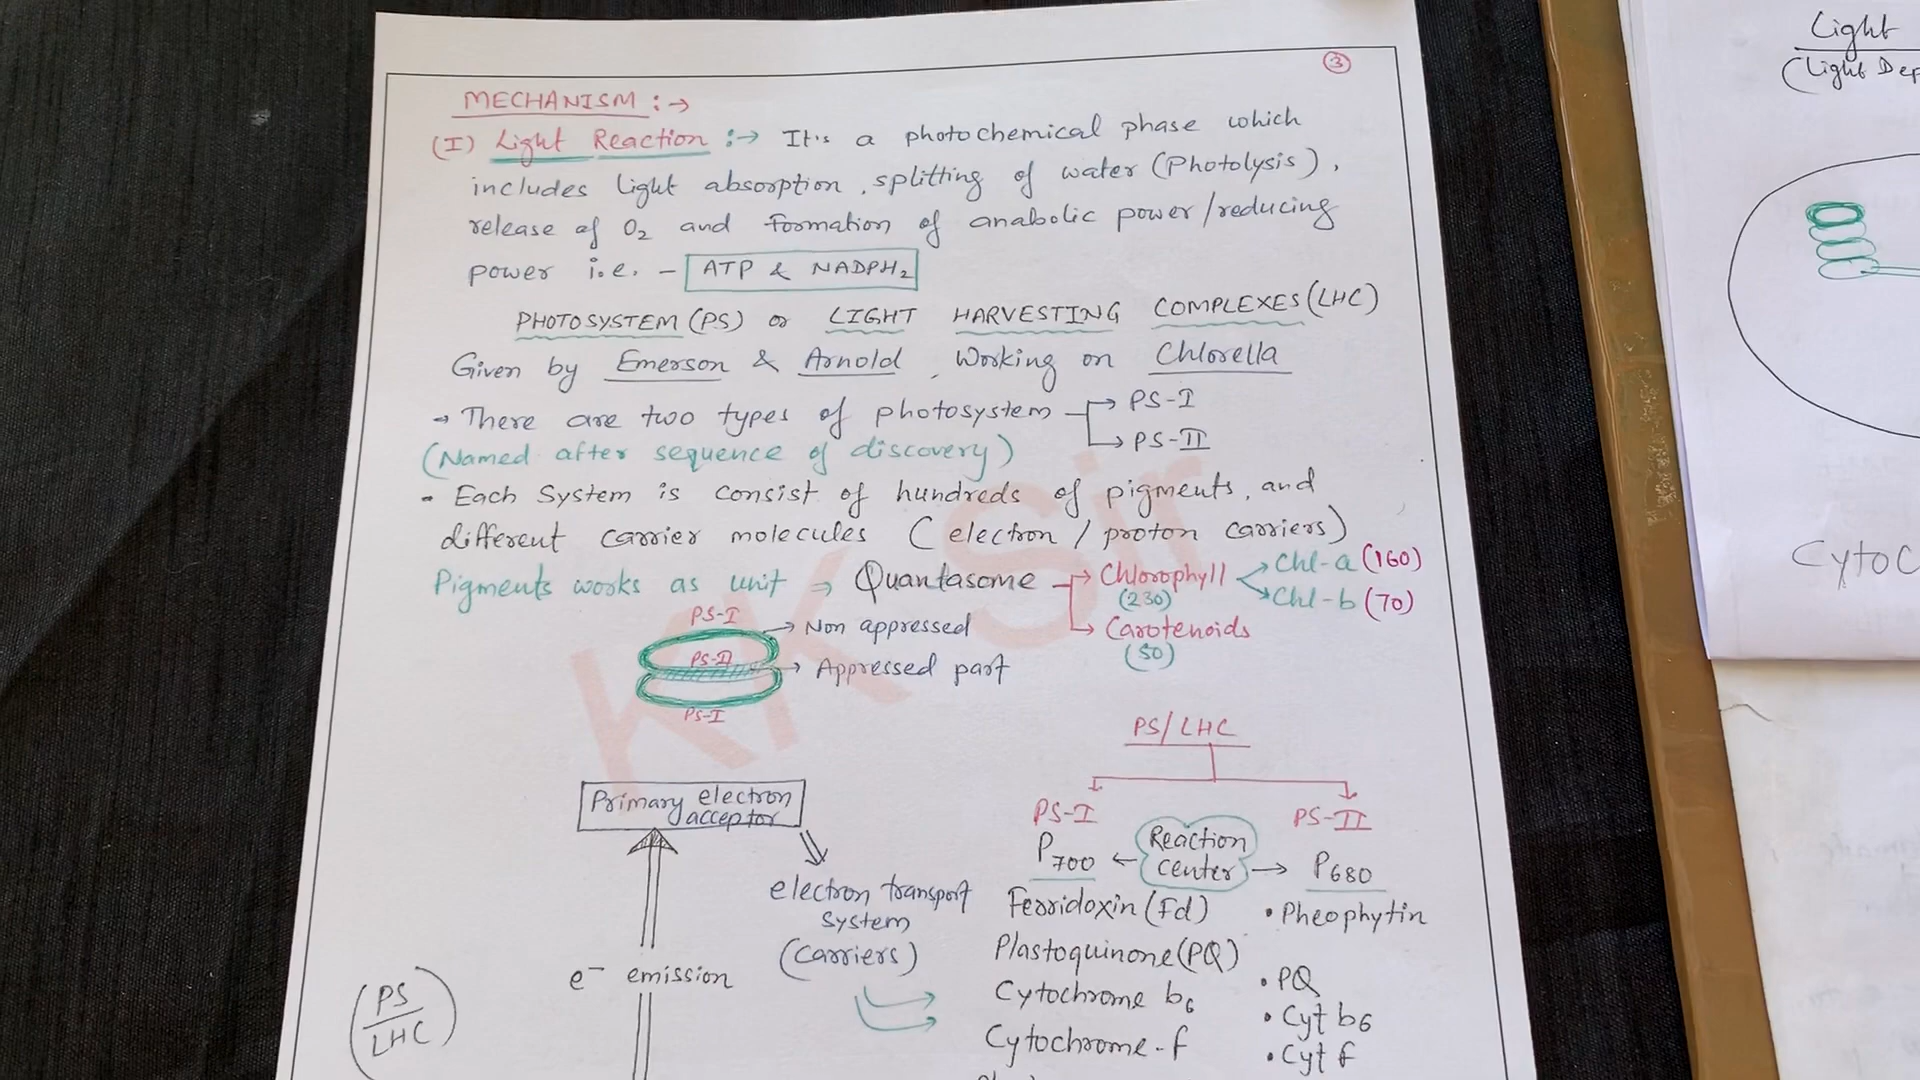 3
MECHANISM :→
(I) Light Reaction :→ It's a photochemical phase which
includes light absorption, splitting of water (Photolysis),
release of O₂ and formation of anabolic power/reducing
power i.e. - ATP & NADPH₂
PHOTOSYSTEM (PS) or LIGHT HARVESTING COMPLEXES (LHC)
Given by Emerson & Arnold, Working on Chlorella
→ There are two types of photosystem → PS-I
→ PS-II
(Named after sequence of discovery)
- Each System is consist of hundreds of pigments, and
different carrier molecules (electron / proton carriers)
Pigments works as unit ⇒ Quantasome → Chlorophyll (230) → Chl-a (160)
→ Chl-b (70)
→ Carotenoids (50)
PS-I
→ Non appressed
PS-II
→ Appressed part
PS-I
KK Sir
PS/LHC
PS-I
PS-II
Reaction center
P700 ← → P680
Ferridoxin (Fd)
• Pheophytin
Plastoquinone (PQ)
• PQ
Cytochrome b6
• Cyt b6
Cytochrome-f
• Cyt f
Primary electron
acceptor
electron transport
system
(Carriers)
e⁻ emission
(PS
LHC)
Light
(Light Dep
Cytoc